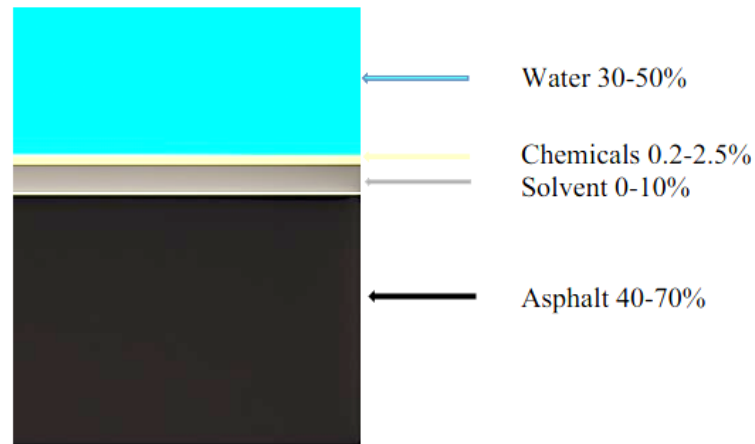 Water 30-50%
Chemicals 0.2-2.5%
Solvent 0-10%
Asphalt 40-70%